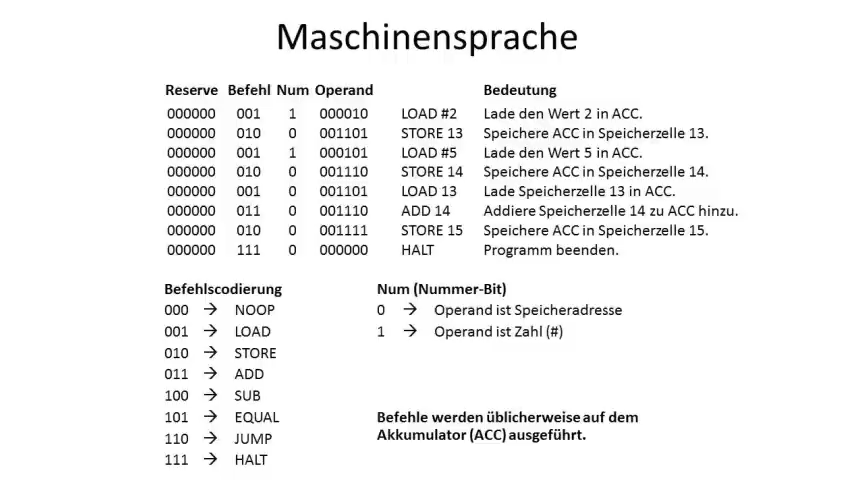 Maschinensprache
Reserve Befehl Num Operand Bedeutung
000000 001 1 000010 LOAD #2 Lade den Wert 2 in ACC.
000000 010 0 001101 STORE 13 Speichere ACC in Speicherzelle 13.
000000 001 1 000101 LOAD #5 Lade den Wert 5 in ACC.
000000 010 0 001110 STORE 14 Speichere ACC in Speicherzelle 14.
000000 001 0 001101 LOAD 13 Lade Speicherzelle 13 in ACC.
000000 011 0 001110 ADD 14 Addiere Speicherzelle 14 zu ACC hinzu.
000000 010 0 001111 STORE 15 Speichere ACC in Speicherzelle 15.
000000 111 0 000000 HALT Programm beenden.
Befehlscodierung
000 → NOOP
001 → LOAD
010 → STORE
011 → ADD
100 → SUB
101 → EQUAL
110 → JUMP
111 → HALT
Num (Nummer-Bit)
0 → Operand ist Speicheradresse
1 → Operand ist Zahl (#)
Befehle werden üblicherweise auf dem
Akkumulator (ACC) ausgeführt.